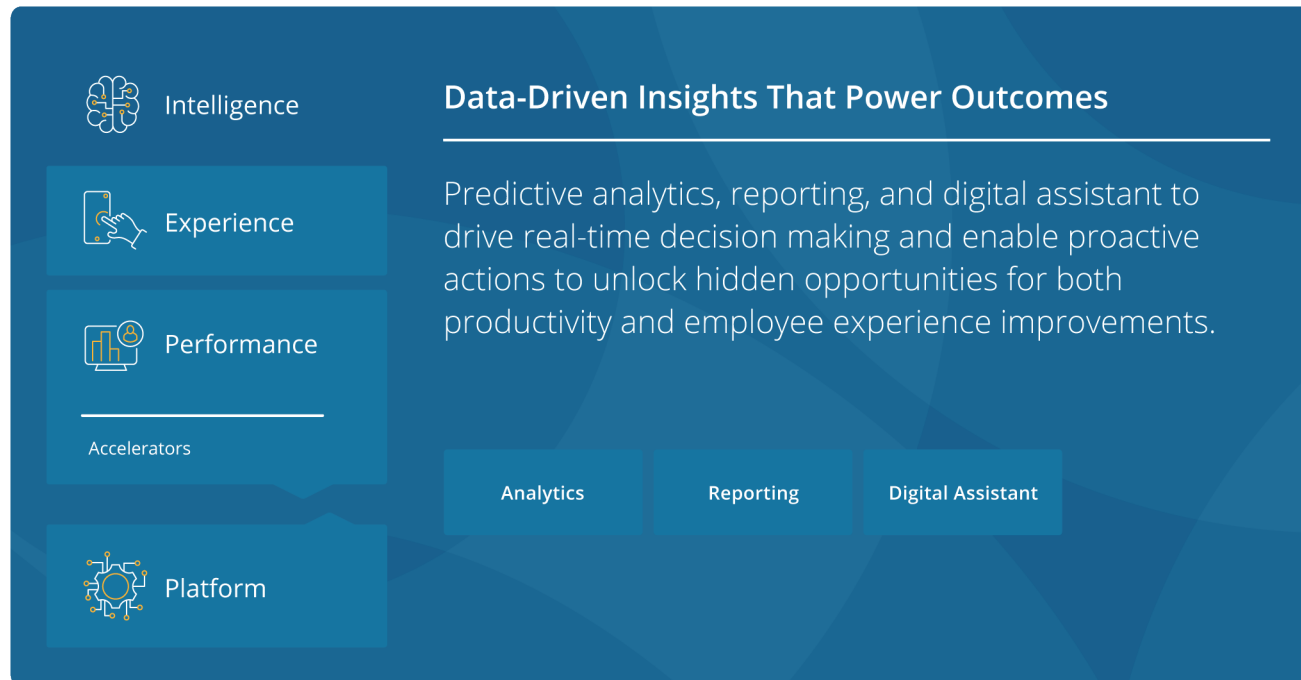 Intelligence
Experience
Performance
Accelerators
Platform
Data-Driven Insights That Power Outcomes
Predictive analytics, reporting, and digital assistant to
drive real-time decision making and enable proactive
actions to unlock hidden opportunities for both
productivity and employee experience improvements.
Analytics
Reporting
Digital Assistant